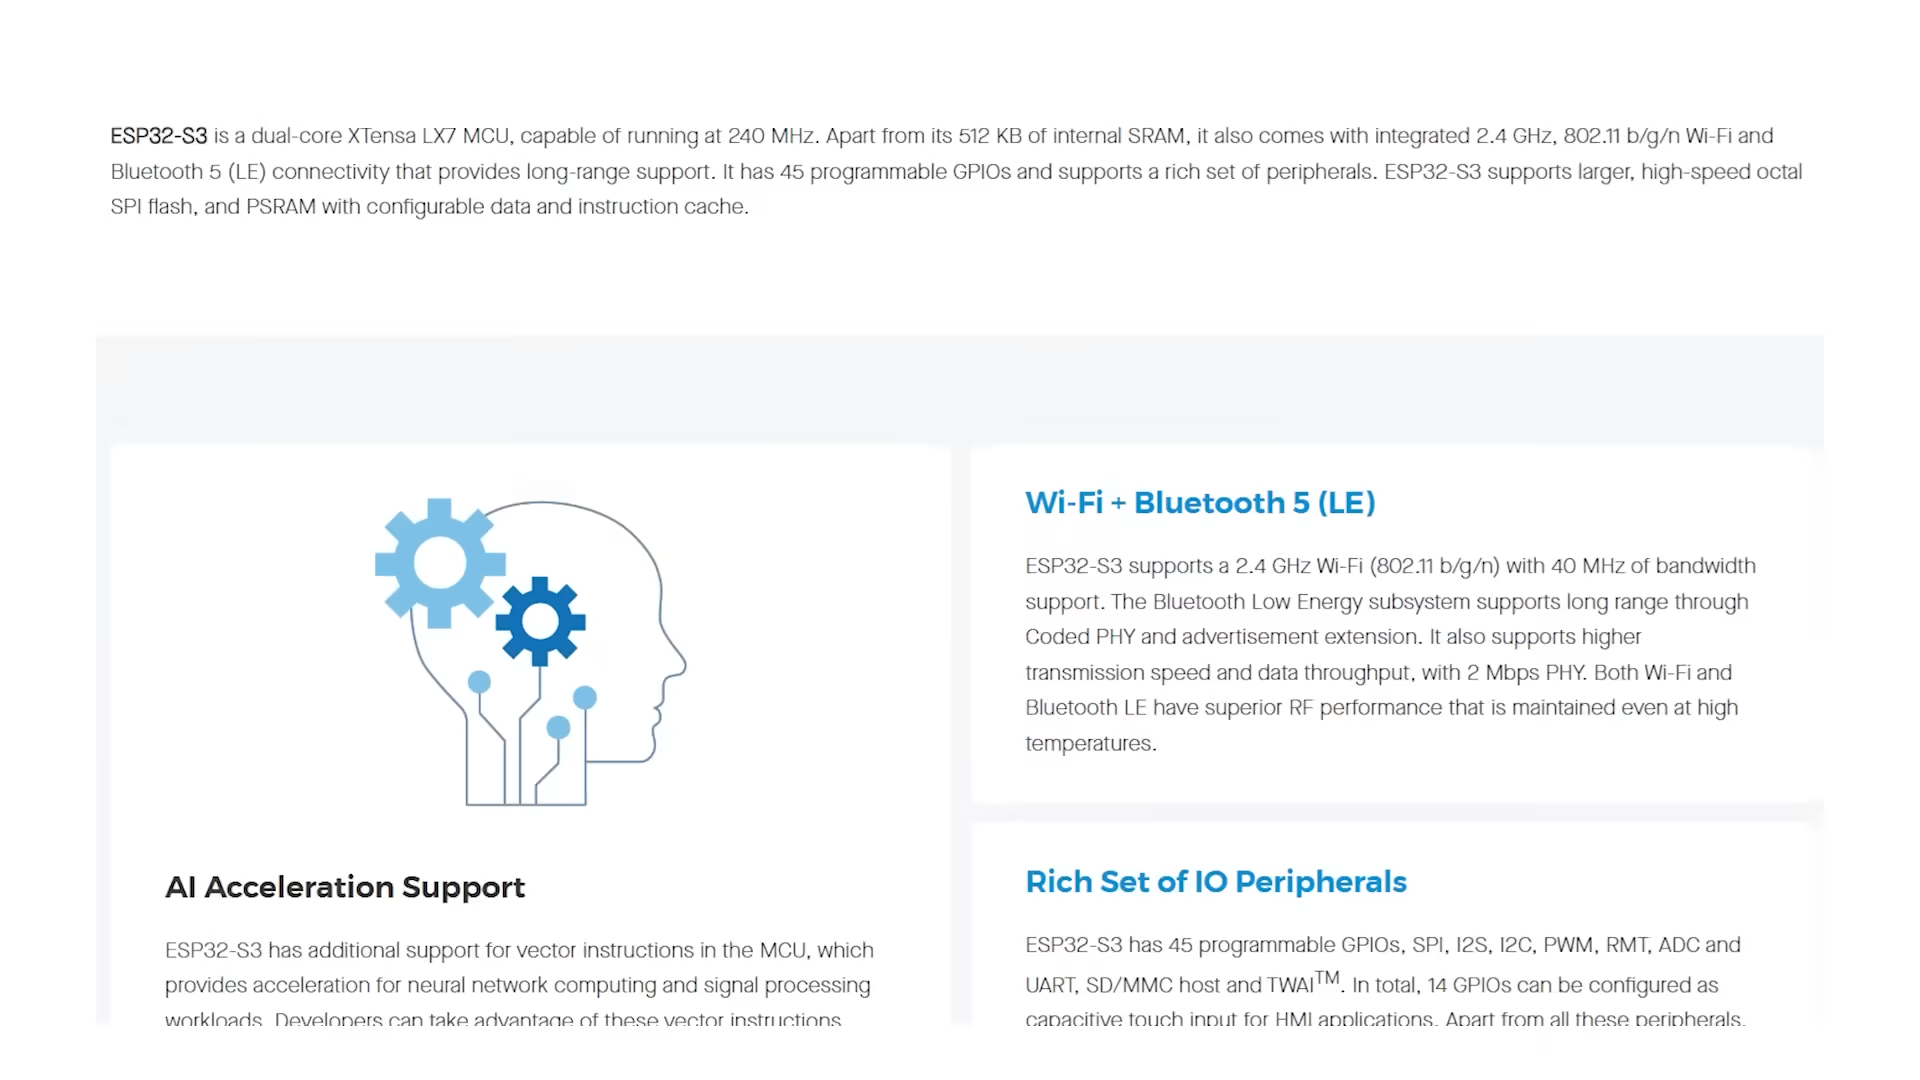 ESP32-S3 is a dual-core XTensa LX7 MCU, capable of running at 240 MHz. Apart from its 512 KB of internal SRAM, it also comes with integrated 2.4 GHz, 802.11 b/g/n Wi-Fi and
Bluetooth 5 (LE) connectivity that provides long-range support. It has 45 programmable GPIOs and supports a rich set of peripherals. ESP32-S3 supports larger, high-speed octal
SPI flash, and PSRAM with configurable data and instruction cache.
AI Acceleration Support
ESP32-S3 has additional support for vector instructions in the MCU, which
provides acceleration for neural network computing and signal processing
workloads. Developers can take advantage of these vector instructions
Wi-Fi + Bluetooth 5 (LE)
ESP32-S3 supports a 2.4 GHz Wi-Fi (802.11 b/g/n) with 40 MHz of bandwidth
support. The Bluetooth Low Energy subsystem supports long range through
Coded PHY and advertisement extension. It also supports higher
transmission speed and data throughput, with 2 Mbps PHY. Both Wi-Fi and
Bluetooth LE have superior RF performance that is maintained even at high
temperatures.
Rich Set of IO Peripherals
ESP32-S3 has 45 programmable GPIOs, SPI, I2S, I2C, PWM, RMT, ADC and
UART, SD/MMC host and TWAI™. In total, 14 GPIOs can be configured as
capacitive touch input for HMI applications. Apart from all these peripherals,